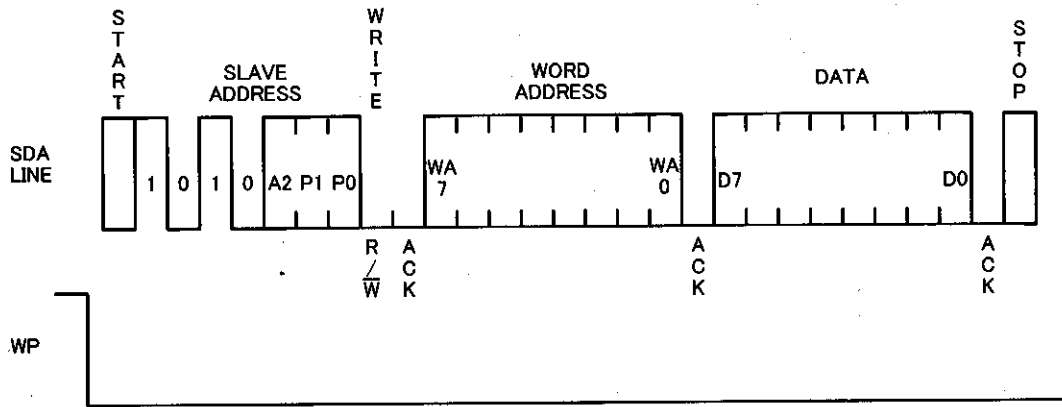 START
WRITE
STOP
SLAVE
ADDRESS
WORD
ADDRESS
DATA
SDA
LINE
1 0 1 0 A2 P1 P0
WA
7
WA
0
D7
D0
R/W̅
ACK
ACK
ACK
WP